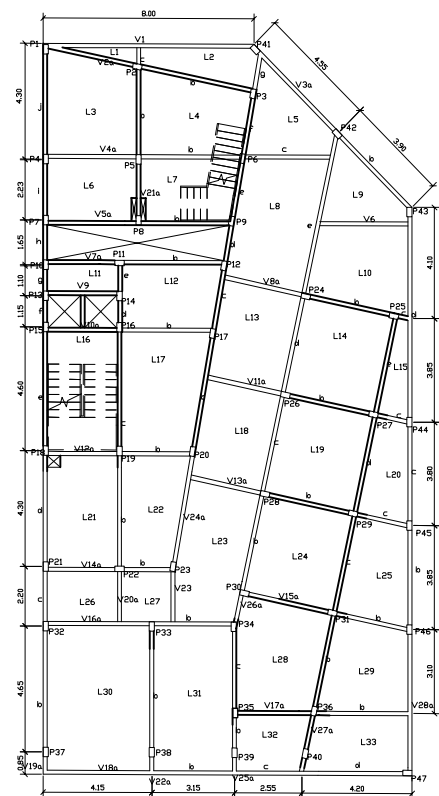 8.00
P1 V1 P41
L1 L2
V2a P2 b g
4.55
V3a
P3
4.30 j L3 b L4 L5 P42 3.90
V4a b P6 c b
P4 P5
L7 L9
2.23 i L6 V21a e L8 P43
V5a b P9 V6
P7 P8
1.65 h d e
V7a P11 b P12 L10 4.10
P10
1.10 g L11 e L12 V8a
V9 c L13 P24
P13 P14 P25
1.15 f d b d
V10a P16 b P17 L14
P15 L16 L17 d L15 3.85
e
V11a
4.60 e c P26 b P27 c P44
L18 L19
V12a P19 b P20 c d L20 c 3.80
P18
V13a P28 b
4.30 d L21 b L22 V24a P29 c P45
L23 b L24 c
L25 b 3.85
P21 V14a P22 b P23
P30 V15a
2.20 c L26 V20a L27 V23 V26a P31 b P46
V16a b P34
P32 P33
L28 b L29 3.10
4.65 b L30 b L31 c
P35 V17a P36 b V28a
b L32 V27a L33
P37 P38 P39 P40
0.85
V19a V18a b c d P47
V22a V25a
4.15 3.15 2.55 4.20